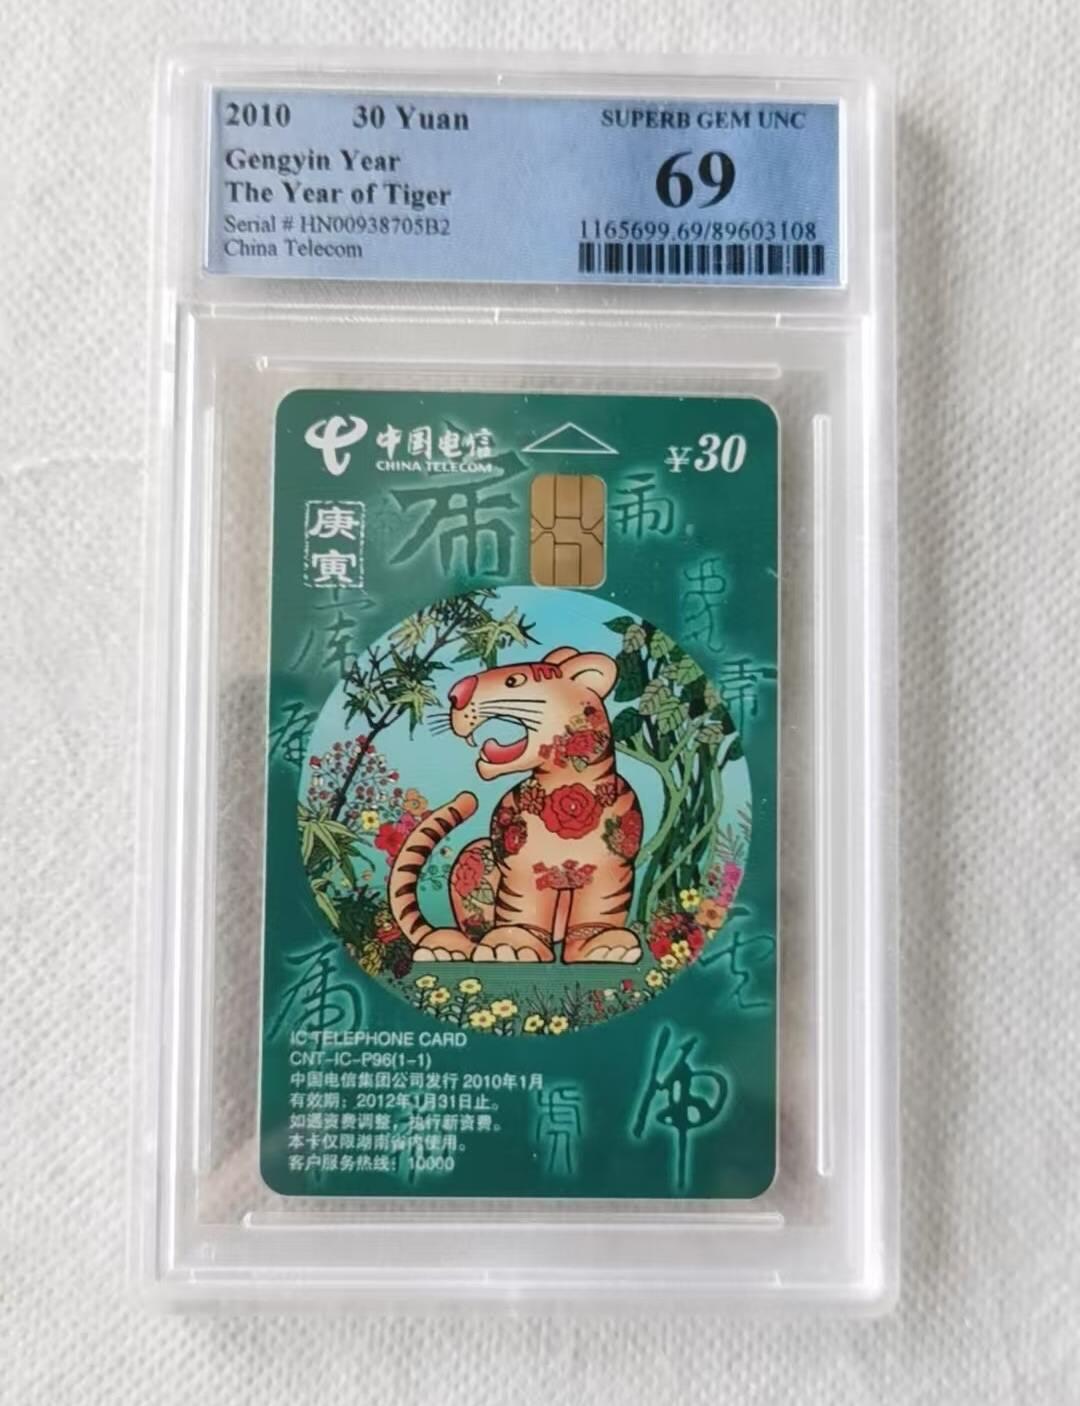 2010 30 Yuan SUPERB GEM UNC
Gengyin Year
The Year of Tiger
69
Serial # HN00938705B2
1165699.69/89603108
China Telecom
中国电信
CHINA TELECOM
¥30
庚
寅
IC TELEPHONE CARD
CNT-IC-P96(1-1)
中国电信集团公司发行 2010年1月
有效期：2012年1月31日止。
如遇资费调整，执行新资费。
本卡仅限湖南省内使用。
客户服务热线：10000